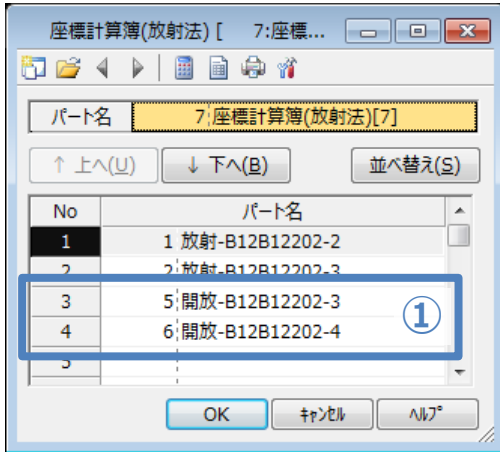 座標計算簿(放射法) [ 7:座標...
パート名 7 座標計算簿(放射法)[7]
↑ 上へ(U) ↓ 下へ(B) 並べ替え(S)
No パート名
1 1 放射-B12B12202-2
2 2 放射-B12B12202-3
3 5 開放-B12B12202-3
4 6 開放-B12B12202-4
①
5
OK ｷｬﾝｾﾙ ﾍﾙﾌﾟ